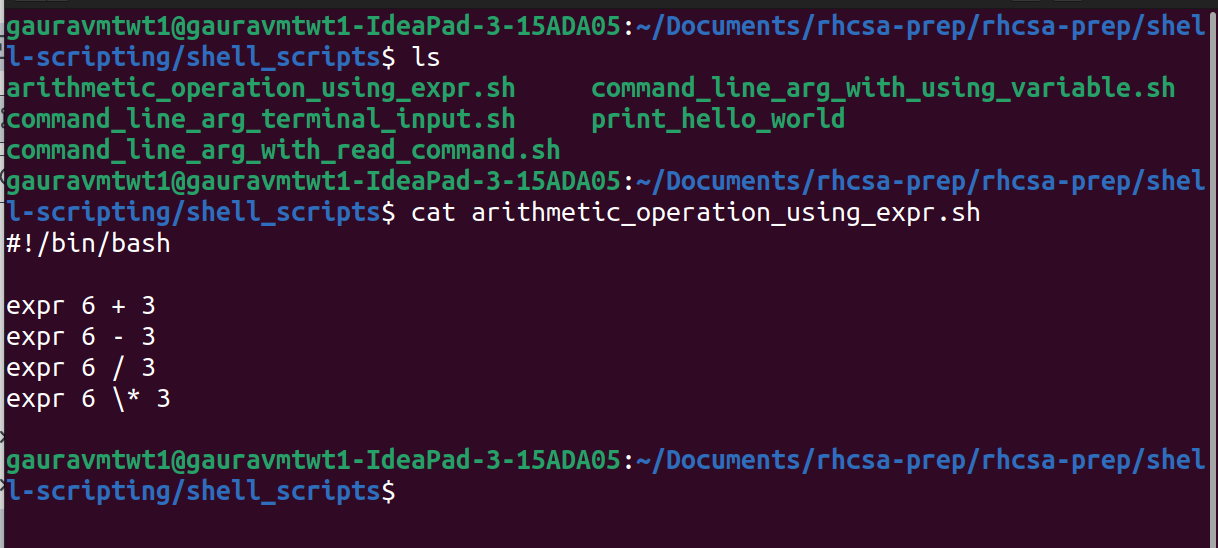 gauravmtwt1@gauravmtwt1-IdeaPad-3-15ADA05:~/Documents/rhcsa-prep/rhcsa-prep/shel
l-scripting/shell_scripts$ ls
arithmetic_operation_using_expr.sh     command_line_arg_with_using_variable.sh
command_line_arg_terminal_input.sh     print_hello_world
command_line_arg_with_read_command.sh
gauravmtwt1@gauravmtwt1-IdeaPad-3-15ADA05:~/Documents/rhcsa-prep/rhcsa-prep/shel
l-scripting/shell_scripts$ cat arithmetic_operation_using_expr.sh
#!/bin/bash

expr 6 + 3
expr 6 - 3
expr 6 / 3
expr 6 \* 3

gauravmtwt1@gauravmtwt1-IdeaPad-3-15ADA05:~/Documents/rhcsa-prep/rhcsa-prep/shel
l-scripting/shell_scripts$